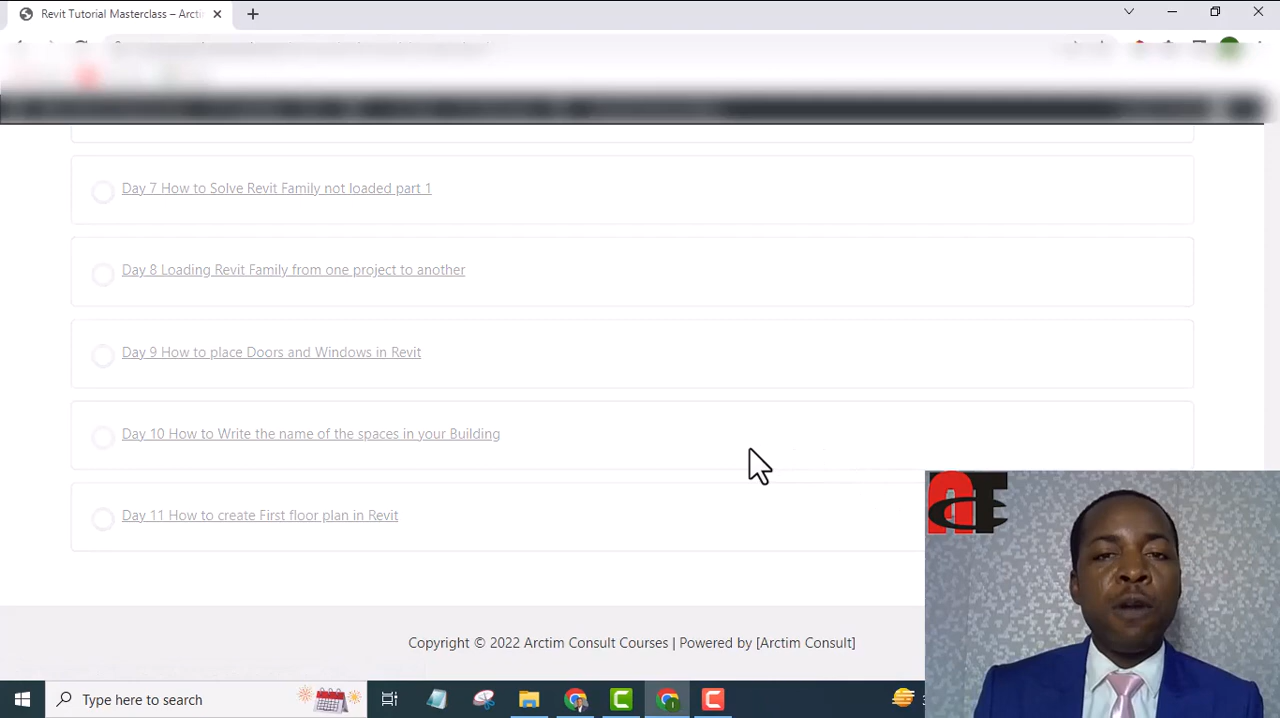 Revit Tutorial Masterclass – Arcti
Day 7 How to Solve Revit Family not loaded part 1
Day 8 Loading Revit Family from one project to another
Day 9 How to place Doors and Windows in Revit
Day 10 How to Write the name of the spaces in your Building
Day 11 How to create First floor plan in Revit
Copyright © 2022 Arctim Consult Courses | Powered by [Arctim Consult]
Type here to search